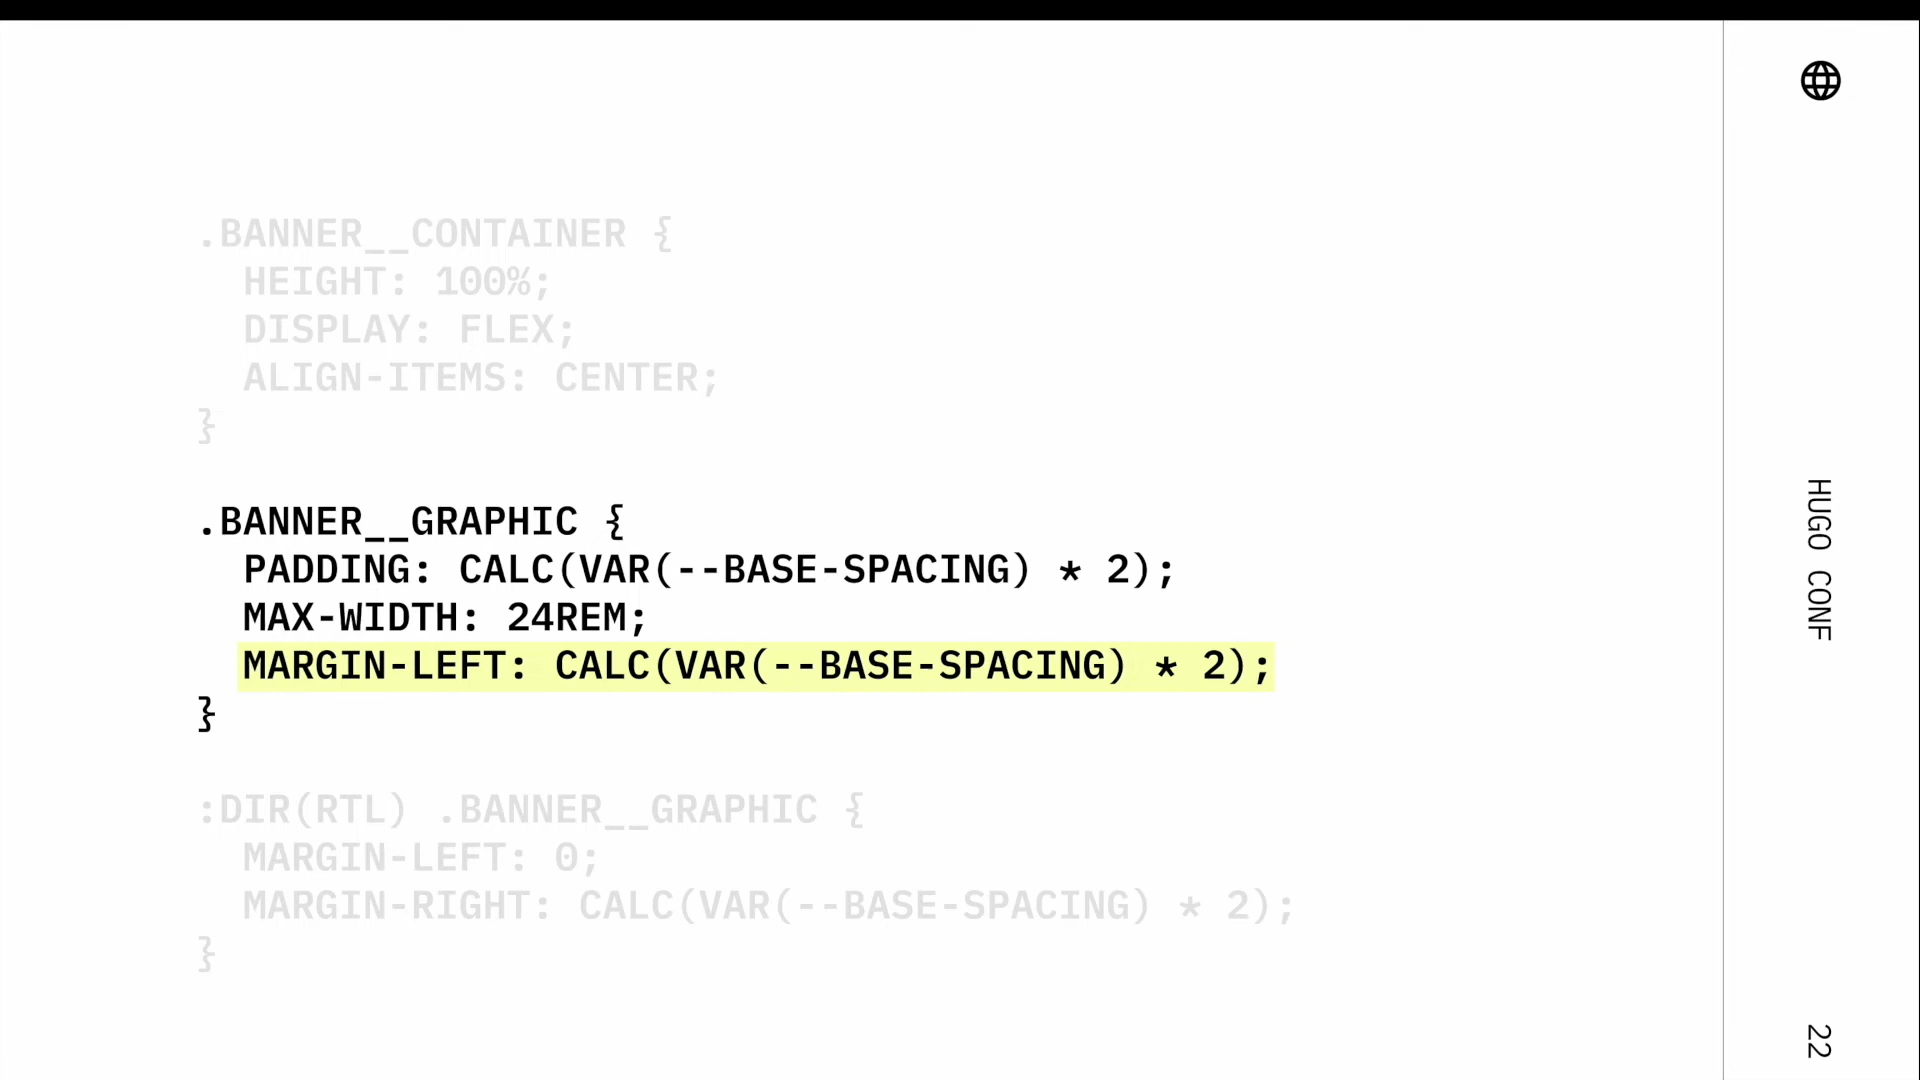 .BANNER__CONTAINER {
HEIGHT: 100%;
DISPLAY: FLEX;
ALIGN-ITEMS: CENTER;
}
.BANNER__GRAPHIC {
PADDING: CALC(VAR(--BASE-SPACING) * 2);
MAX-WIDTH: 24REM;
MARGIN-LEFT: CALC(VAR(--BASE-SPACING) * 2);
}
:DIR(RTL) .BANNER__GRAPHIC {
MARGIN-LEFT: 0;
MARGIN-RIGHT: CALC(VAR(--BASE-SPACING) * 2);
}
HUGO CONF
22